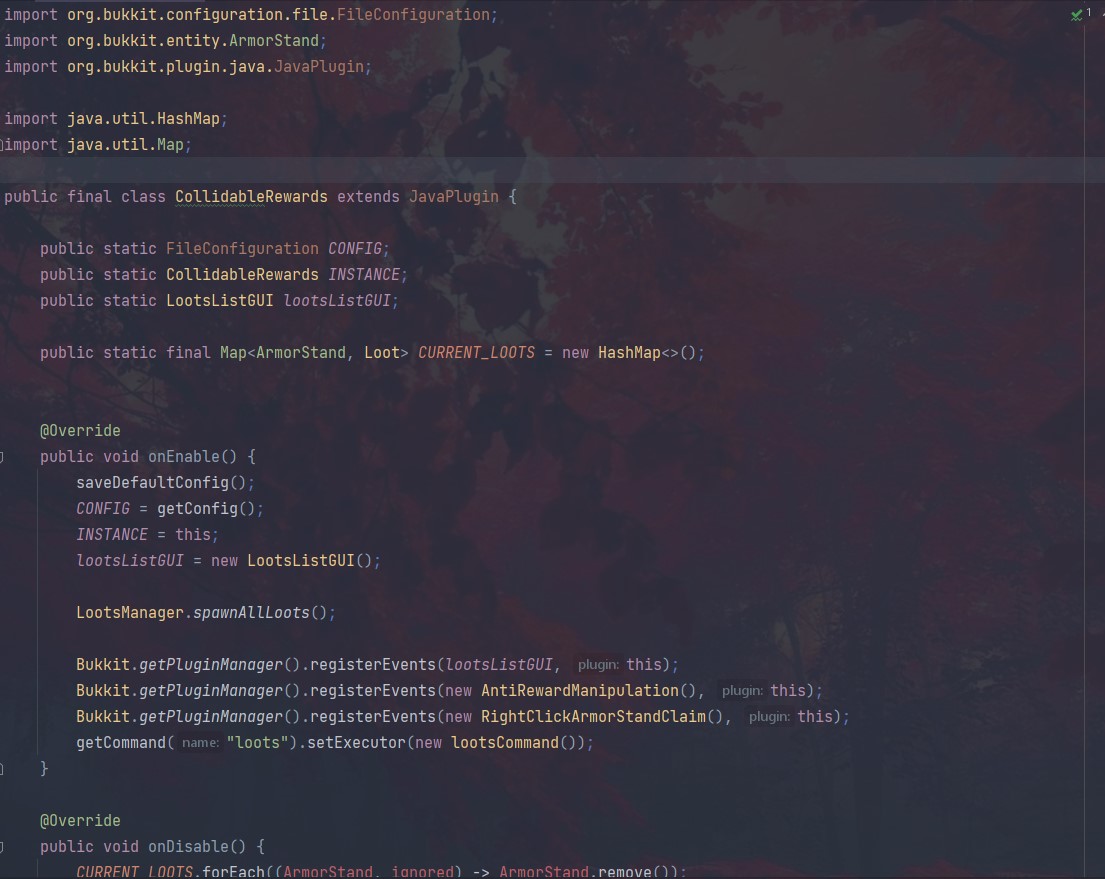 import org.bukkit.configuration.file.FileConfiguration;
1
import org.bukkit.entity.ArmorStand;
import org.bukkit.plugin.java.JavaPlugin;
import java.util.HashMap;
import java.util.Map;
public final class CollidableRewards extends JavaPlugin {
public static FileConfiguration CONFIG;
public static CollidableRewards INSTANCE;
public static LootsListGUI lootsListGUI;
public static final Map<ArmorStand, Loot> CURRENT_LOOTS = new HashMap<>();
@Override
public void onEnable() {
saveDefaultConfig();
CONFIG = getConfig();
INSTANCE = this;
lootsListGUI = new LootsListGUI();
LootsManager.spawnAllLoots();
Bukkit.getPluginManager().registerEvents(lootsListGUI, plugin: this);
Bukkit.getPluginManager().registerEvents(new AntiRewardManipulation(), plugin: this);
Bukkit.getPluginManager().registerEvents(new RightClickArmorStandClaim(), plugin: this);
getCommand( name: "loots").setExecutor(new lootsCommand());
}
@Override
public void onDisable() {
CURRENT_LOOTS.forEach((ArmorStand, ignored) -> ArmorStand.remove());